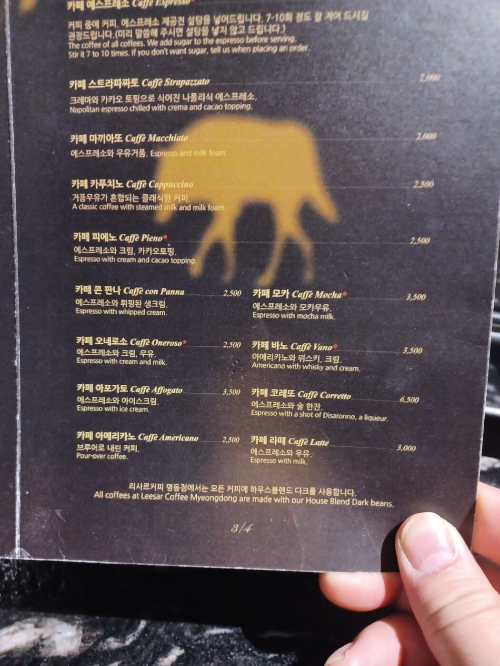 카페 에스프레소 Caffè Espresso*
커피 중에 커피, 에스프레소 제공전 설탕을 넣어드립니다. 7-10회 정도 잘 저어 드시길
권장드립니다.(미리 말씀해 주시면 설탕을 넣지 않고 드립니다.)
The coffee of all coffees. We add sugar to the espresso before serving.
Stir it 7 to 10 times. If you don't want sugar, tell us when placing an order.
카페 스트라파짜토 Caffè Strapazzato 2,000
크레마와 카카오 토핑으로 식어진 나폴리식 에스프레소.
Napolitan espresso chilled with crema and cacao topping.
카페 마끼아또 Caffè Macchiato 2,000
에스프레소와 우유거품. Espresso and milk foam.
카페 카푸치노 Caffè Cappuccino 2,500
거품우유가 혼합되는 클래식한 커피.
A classic coffee with steamed milk and milk foam.
카페 피에노 Caffè Pieno* 2,500
에스프레소와 크림, 카카오토핑.
Espresso with cream and cacao topping.
카페 콘 판나 Caffè con Panna 2,500
에스프레소와 휘핑된 생크림.
Espresso with whipped cream.
카페 모카 Caffè Mocha* 3,500
에스프레소와 모카우유.
Espresso with mocha milk.
카페 오네로소 Caffè Oneroso* 2,500
에스프레소와 크림, 우유.
Espresso with cream and milk.
카페 바노 Caffè Vano* 3,500
아메리카노와 위스키, 크림.
Americano with whisky and cream.
카페 아포가토 Caffè Affogato 3,500
에스프레소와 아이스크림.
Espresso with ice cream.
카페 코레또 Caffè Corretto 6,500
에스프레소와 술 한잔.
Espresso with a shot of Disaronno, a liqueur.
카페 아메리카노 Caffè Americano 2,500
브루어로 내린 커피.
Pour-over coffee.
카페 라떼 Caffè Latte 3,000
에스프레소와 우유.
Espresso with milk.
리사르커피 명동점에서는 모든 커피에 하우스블렌드 다크를 사용합니다.
All coffees at Leesar Coffee Myeongdong are made with our House Blend Dark beans.
3/4